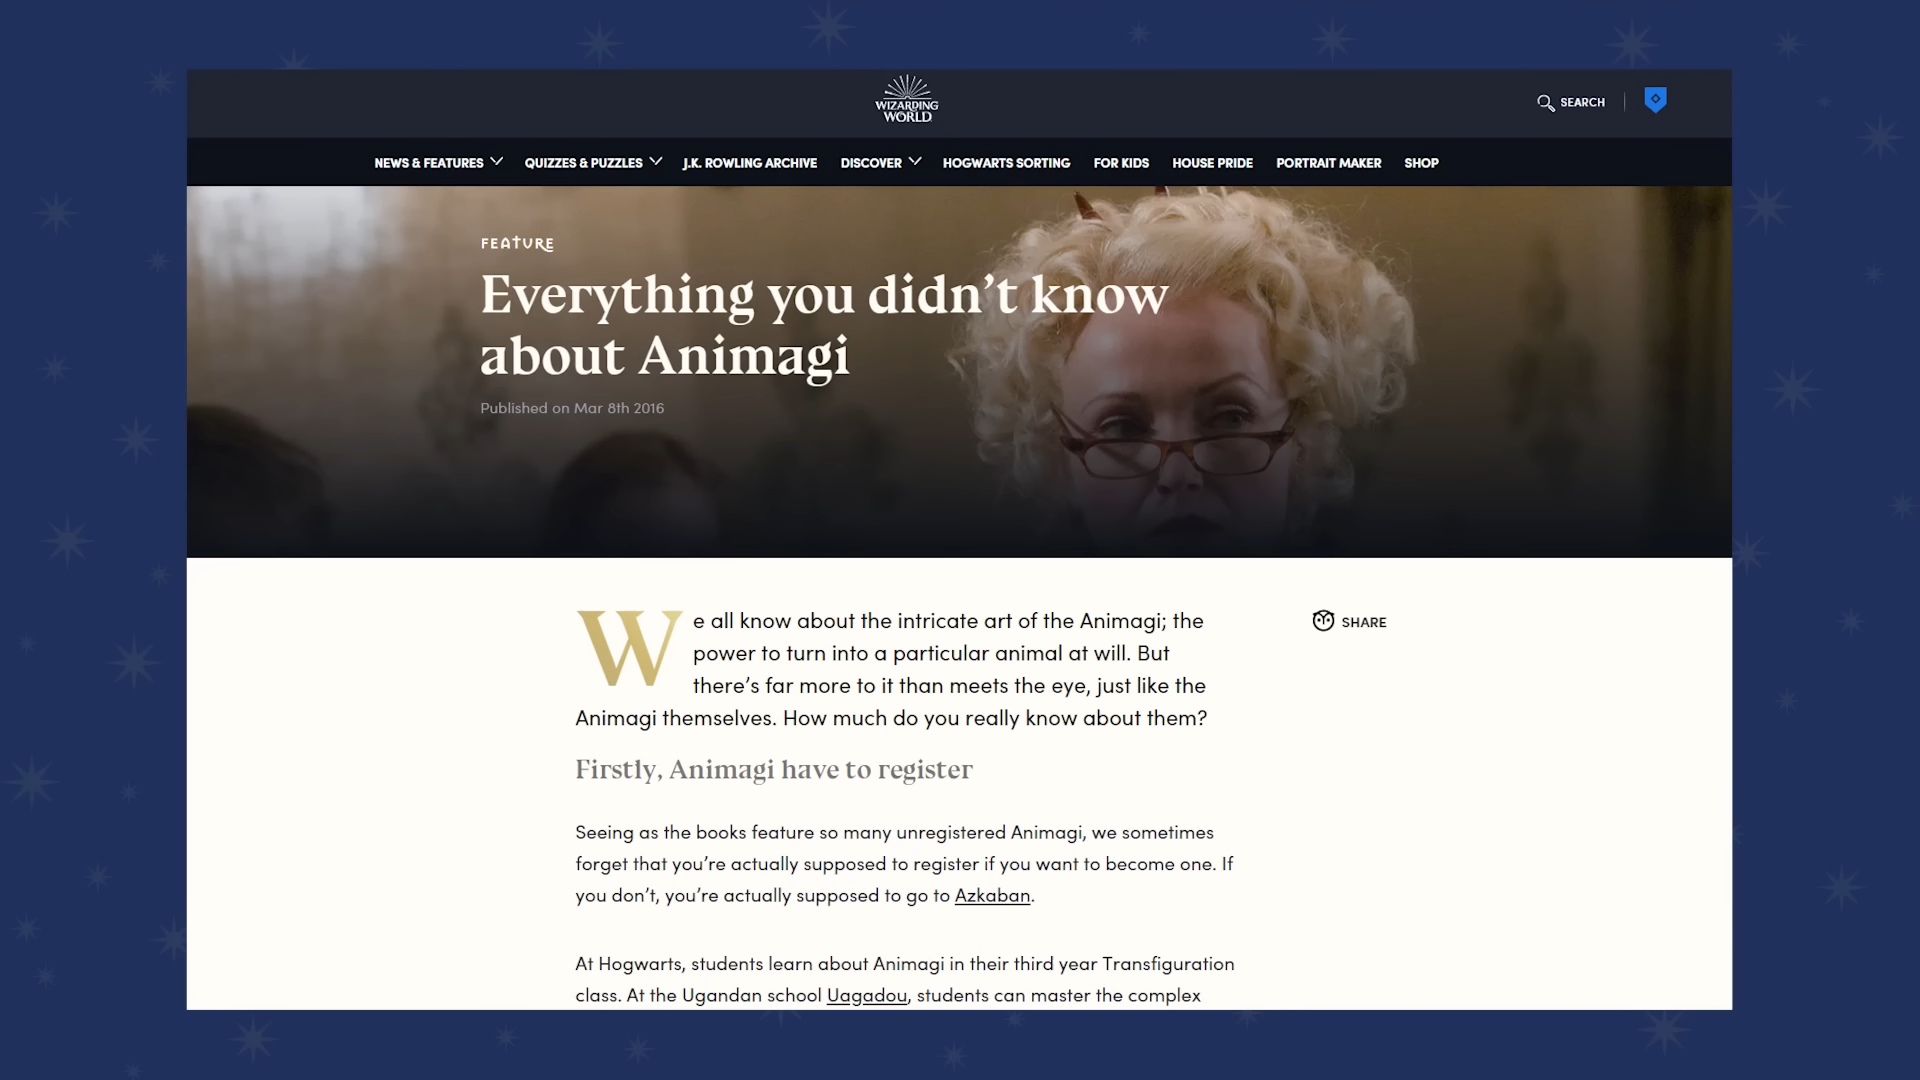 WIZARDING
WORLD
SEARCH
NEWS & FEATURES
QUIZZES & PUZZLES
J.K. ROWLING ARCHIVE
DISCOVER
HOGWARTS SORTING
FOR KIDS
HOUSE PRIDE
PORTRAIT MAKER
SHOP
FEATURE
Everything you didn’t know
about Animagi
Published on Mar 8th 2016
We all know about the intricate art of the Animagi; the
power to turn into a particular animal at will. But
there’s far more to it than meets the eye, just like the
Animagi themselves. How much do you really know about them?
SHARE
Firstly, Animagi have to register
Seeing as the books feature so many unregistered Animagi, we sometimes
forget that you’re actually supposed to register if you want to become one. If
you don’t, you’re actually supposed to go to Azkaban.
At Hogwarts, students learn about Animagi in their third year Transfiguration
class. At the Ugandan school Uagadou, students can master the complex